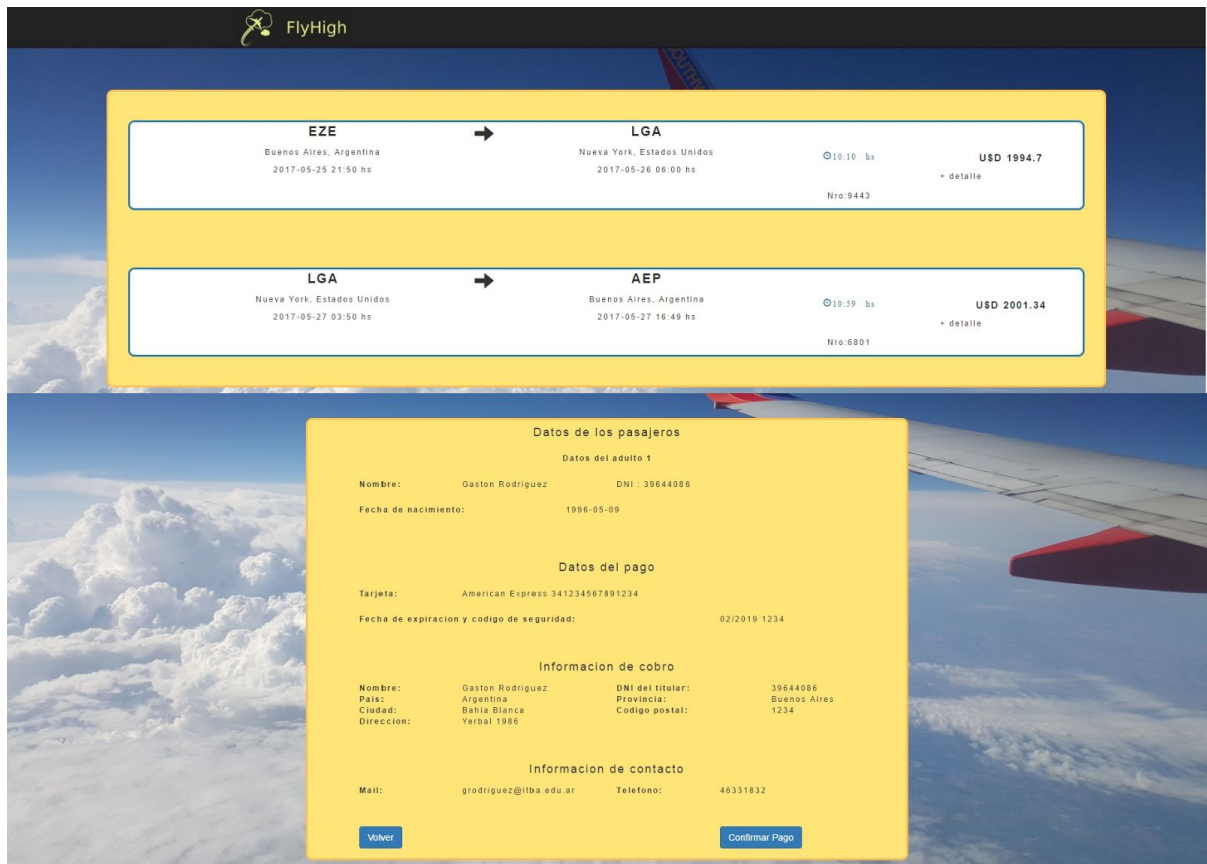 FlyHigh
SOUTHW
EZE LGA
Buenos Aires, Argentina Nueva York, Estados Unidos
2017-05-25 21:50 hs 2017-05-26 06:00 hs 10:10 hs U$D 1994.7
+ detalle
Nro:9443
LGA AEP
Nueva York, Estados Unidos Buenos Aires, Argentina
2017-05-27 03:50 hs 2017-05-27 16:49 hs 10:59 hs U$D 2001.34
+ detalle
Nro:6801
Datos de los pasajeros
Datos del adulto 1
Nombre: Gaston Rodriguez DNI : 39644086
Fecha de nacimiento: 1996-05-09
Datos del pago
Tarjeta: American Express 341234567891234
Fecha de expiracion y codigo de seguridad: 02/2019 1234
Informacion de cobro
Nombre: Gaston Rodriguez DNI del titular: 39644086
Pais: Argentina Provincia: Buenos Aires
Ciudad: Bahia Blanca Codigo postal: 1234
Direccion: Yerbal 1986
Informacion de contacto
Mail: grodriguez@itba.edu.ar Telefono: 46331832
Volver Confirmar Pago